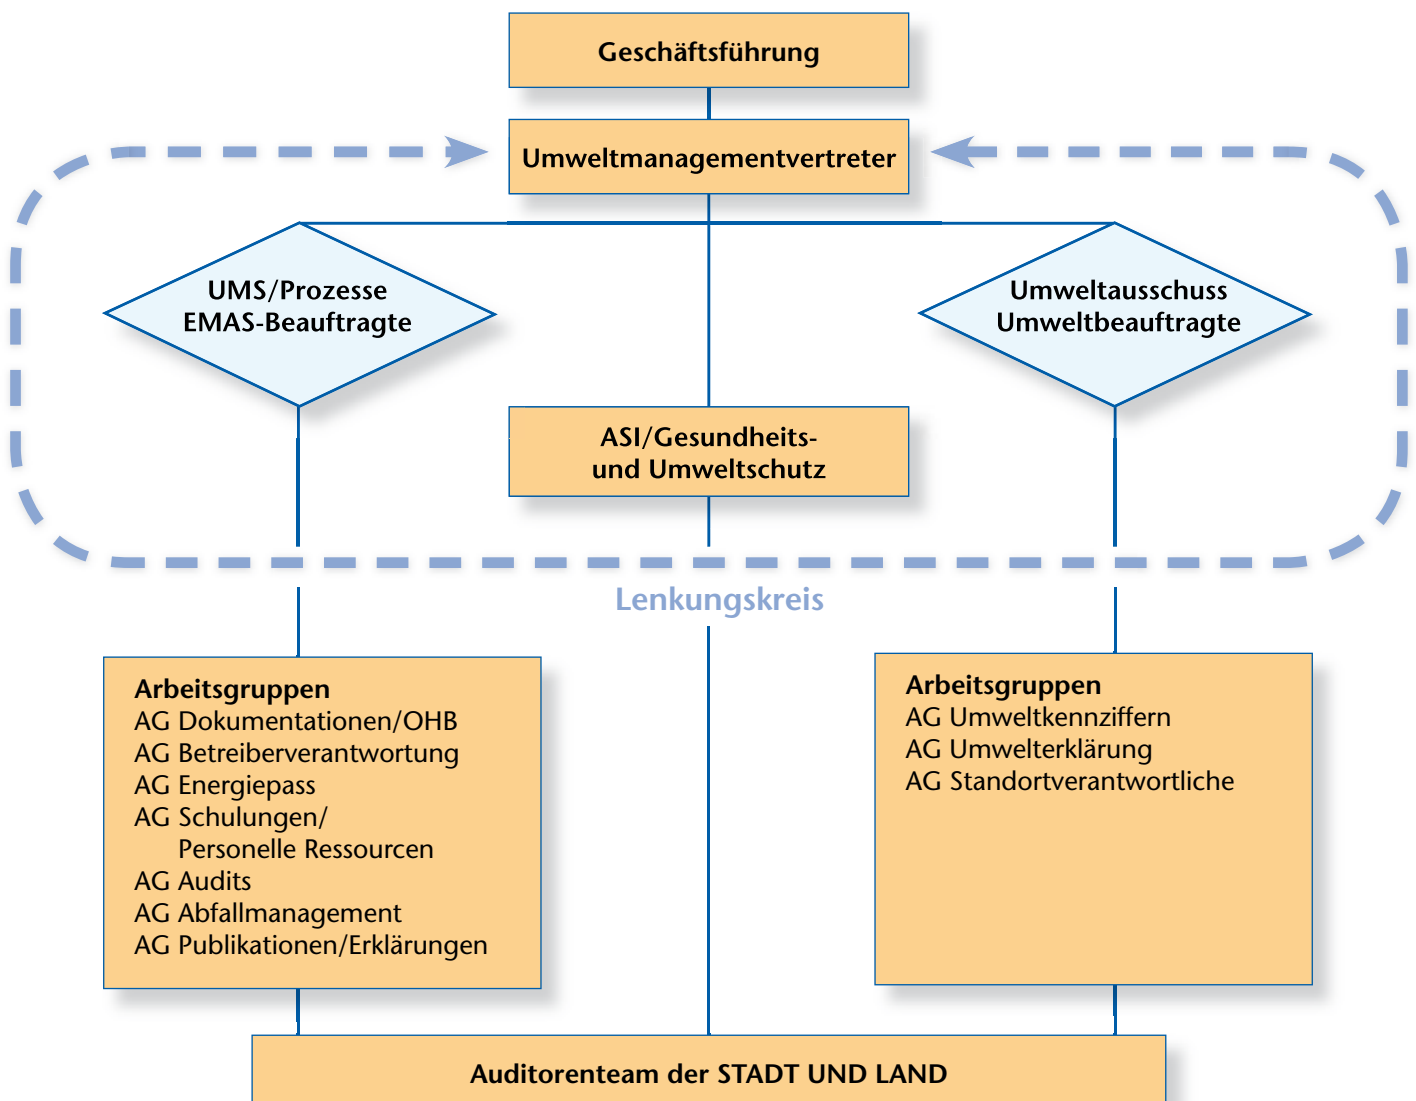 Geschäftsführung
Umweltmanagementvertreter
UMS/Prozesse
EMAS-Beauftragte
Umweltausschuss
Umweltbeauftragte
ASI/Gesundheits-
und Umweltschutz
Lenkungskreis
Arbeitsgruppen
AG Dokumentationen/OHB
AG Betreiberverantwortung
AG Energiepass
AG Schulungen/
Personelle Ressourcen
AG Audits
AG Abfallmanagement
AG Publikationen/Erklärungen
Arbeitsgruppen
AG Umweltkennziffern
AG Umwelterklärung
AG Standortverantwortliche
Auditorenteam der STADT UND LAND